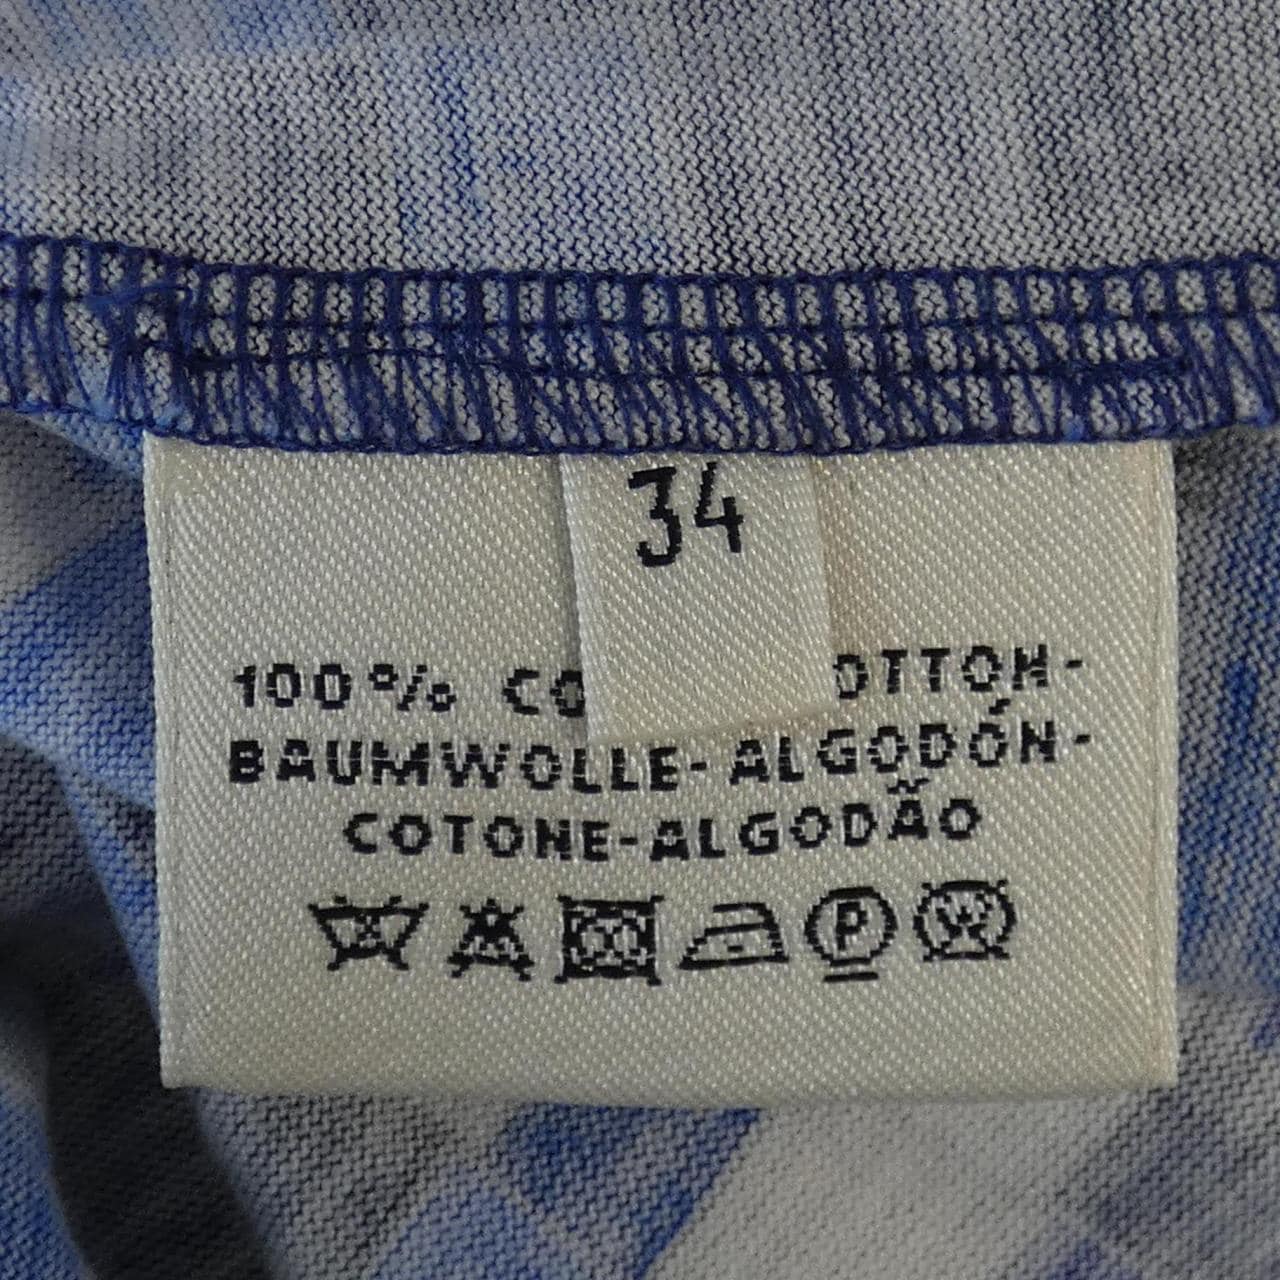 34
100% CO OTTON-
BAUMWOLLE-ALGODÓN-
COTONE-ALGODÃO
P W